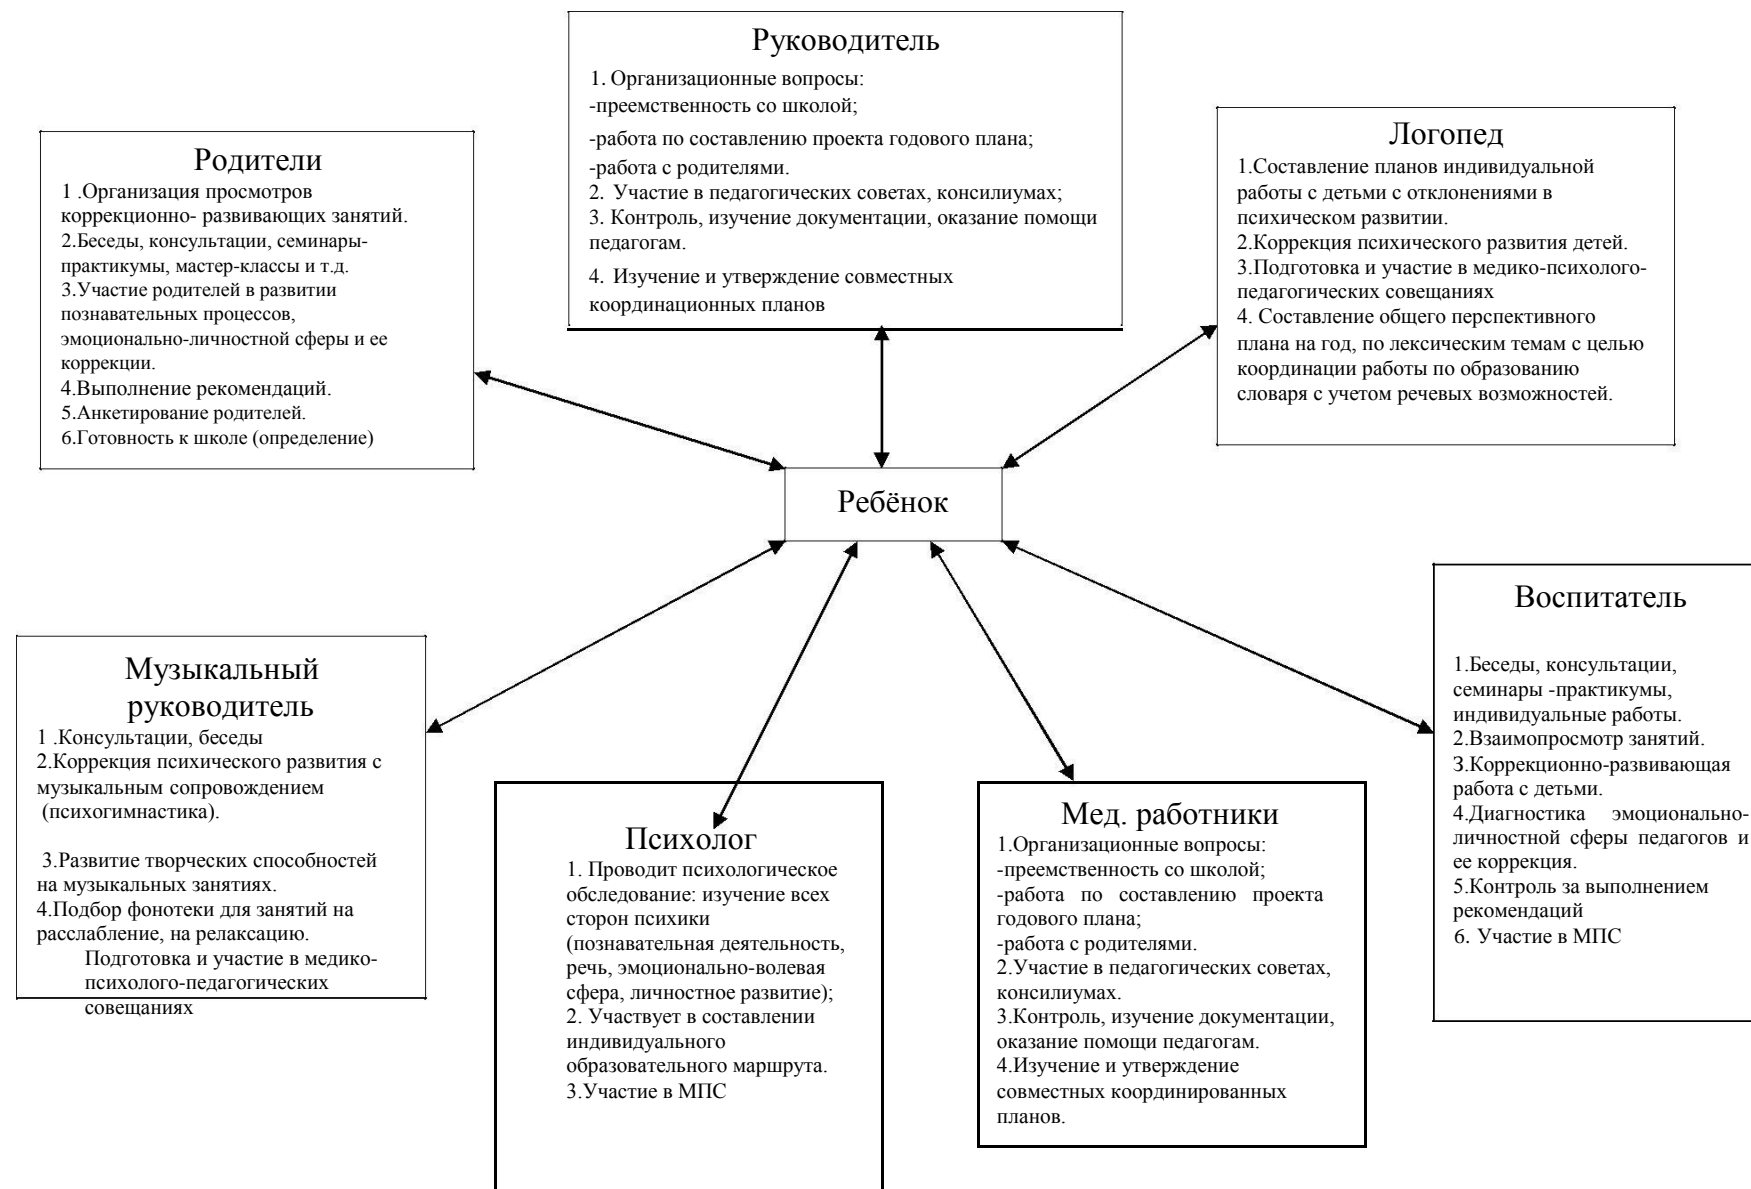 Руководитель
1. Организационные вопросы:
-преемственность со школой;
-работа по составлению проекта годового плана;
-работа с родителями.
2. Участие в педагогических советах, консилиумах;
3. Контроль, изучение документации, оказание помощи
педагогам.
4. Изучение и утверждение совместных
координационных планов
Родители
1 .Организация просмотров
коррекционно- развивающих занятий.
2.Беседы, консультации, семинары-
практикумы, мастер-классы и т.д.
3.Участие родителей в развитии
познавательных процессов,
эмоционально-личностной сферы и ее
коррекции.
4.Выполнение рекомендаций.
5.Анкетирование родителей.
6.Готовность к школе (определение)
Логопед
1.Составление планов индивидуальной
работы с детьми с отклонениями в
психическом развитии.
2.Коррекция психического развития детей.
3.Подготовка и участие в медико-психолого-
педагогических совещаниях
4. Составление общего перспективного
плана на год, по лексическим темам с целью
координации работы по образованию
словаря с учетом речевых возможностей.
Ребёнок
Музыкальный
руководитель
1 .Консультации, беседы
2.Коррекция психического развития с
музыкальным сопровождением
(психогимнастика).
3.Развитие творческих способностей
на музыкальных занятиях.
4.Подбор фонотеки для занятий на
расслабление, на релаксацию.
Подготовка и участие в медико-
психолого-педагогических
совещаниях
Психолог
1. Проводит психологическое
обследование: изучение всех
сторон психики
(познавательная деятельность,
речь, эмоционально-волевая
сфера, личностное развитие);
2. Участвует в составлении
индивидуального
образовательного маршрута.
3.Участие в МПС
Мед. работники
1.Организационные вопросы:
-преемственность со школой;
-работа по составлению проекта
годового плана;
-работа с родителями.
2.Участие в педагогических советах,
консилиумах.
3.Контроль, изучение документации,
оказание помощи педагогам.
4.Изучение и утверждение
совместных координированных
планов.
Воспитатель
1.Беседы, консультации,
семинары -практикумы,
индивидуальные работы.
2.Взаимопросмотр занятий.
3.Коррекционно-развивающая
работа с детьми.
4.Диагностика эмоционально-
личностной сферы педагогов и
ее коррекция.
5.Контроль за выполнением
рекомендаций
6. Участие в МПС